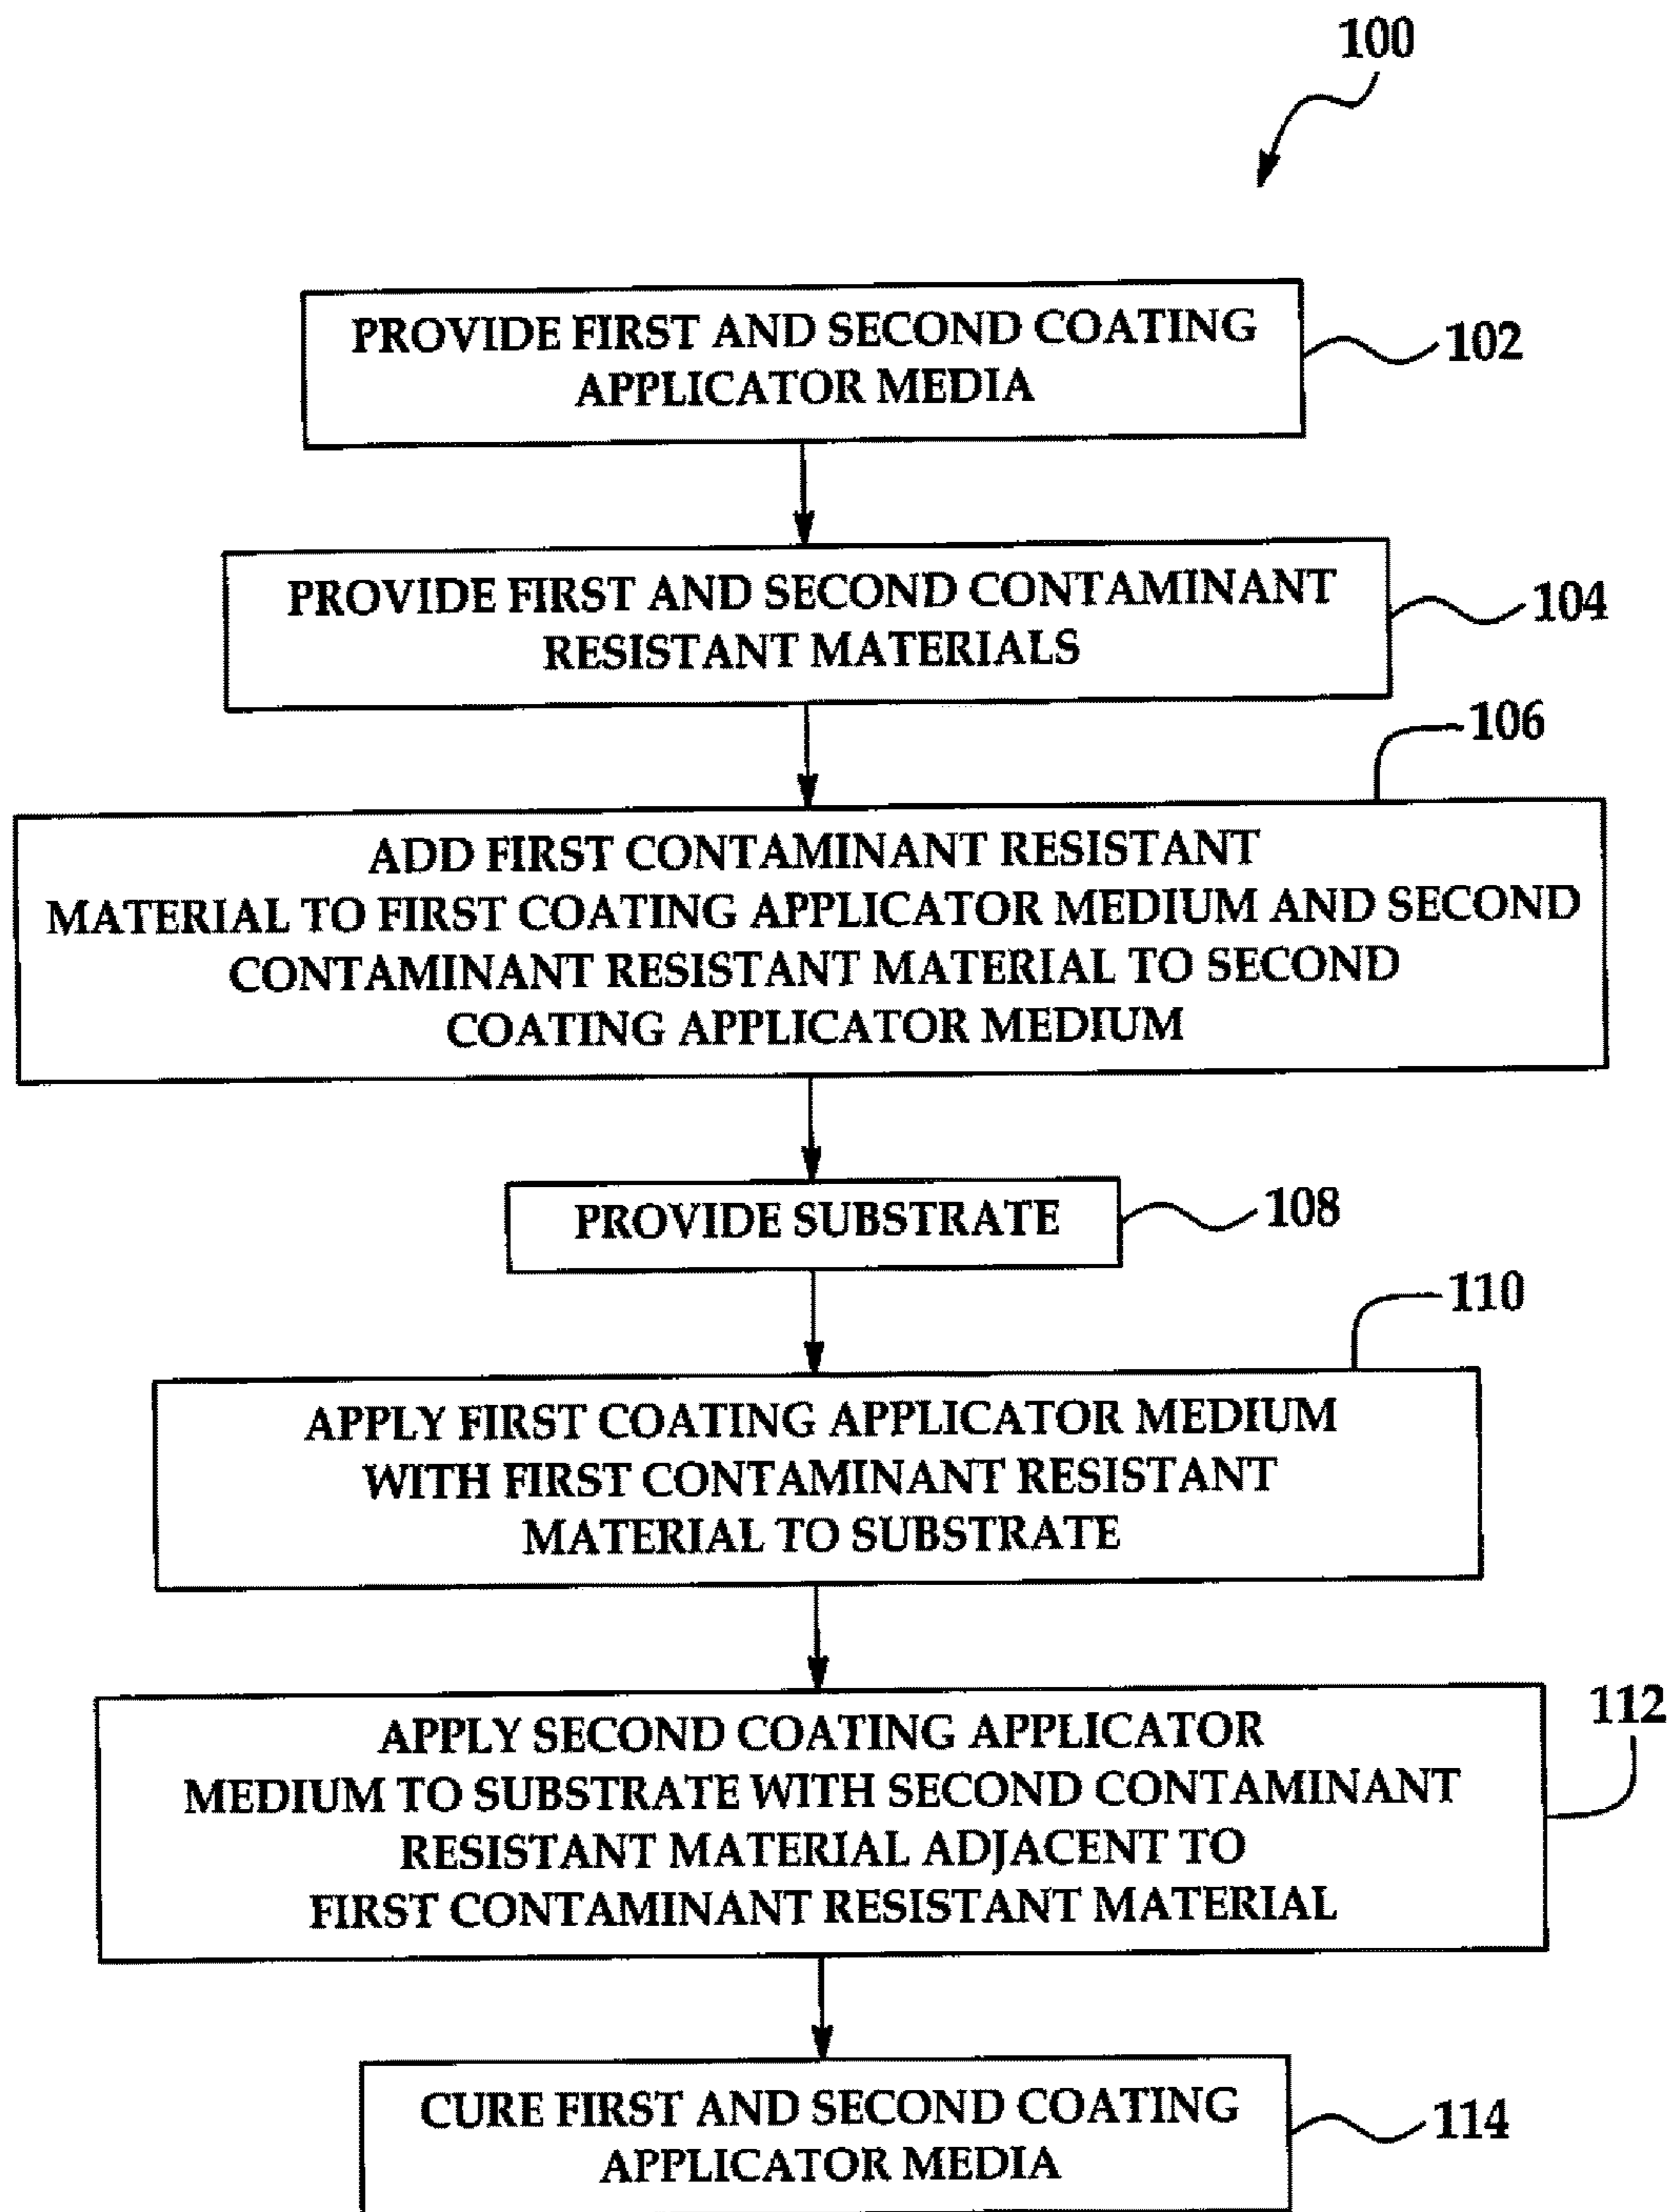 100
PROVIDE FIRST AND SECOND COATING
APPLICATOR MEDIA
102
PROVIDE FIRST AND SECOND CONTAMINANT
RESISTANT MATERIALS
104
106
ADD FIRST CONTAMINANT RESISTANT
MATERIAL TO FIRST COATING APPLICATOR MEDIUM AND SECOND
CONTAMINANT RESISTANT MATERIAL TO SECOND
COATING APPLICATOR MEDIUM
PROVIDE SUBSTRATE
108
110
APPLY FIRST COATING APPLICATOR MEDIUM
WITH FIRST CONTAMINANT RESISTANT
MATERIAL TO SUBSTRATE
112
APPLY SECOND COATING APPLICATOR
MEDIUM TO SUBSTRATE WITH SECOND CONTAMINANT
RESISTANT MATERIAL ADJACENT TO
FIRST CONTAMINANT RESISTANT MATERIAL
CURE FIRST AND SECOND COATING
APPLICATOR MEDIA
114